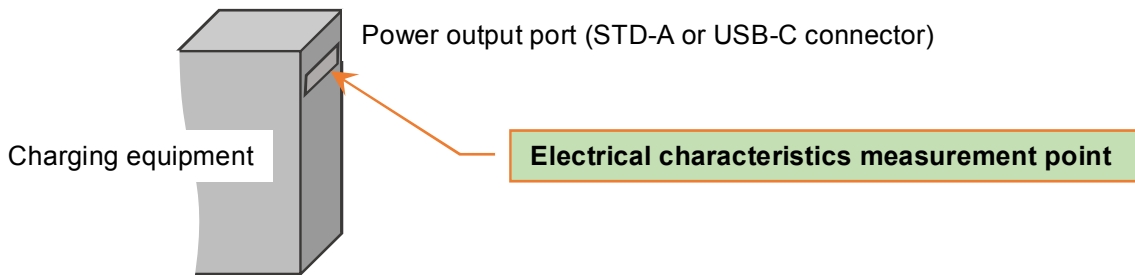 Power output port (STD-A or USB-C connector)
Charging equipment
Electrical characteristics measurement point